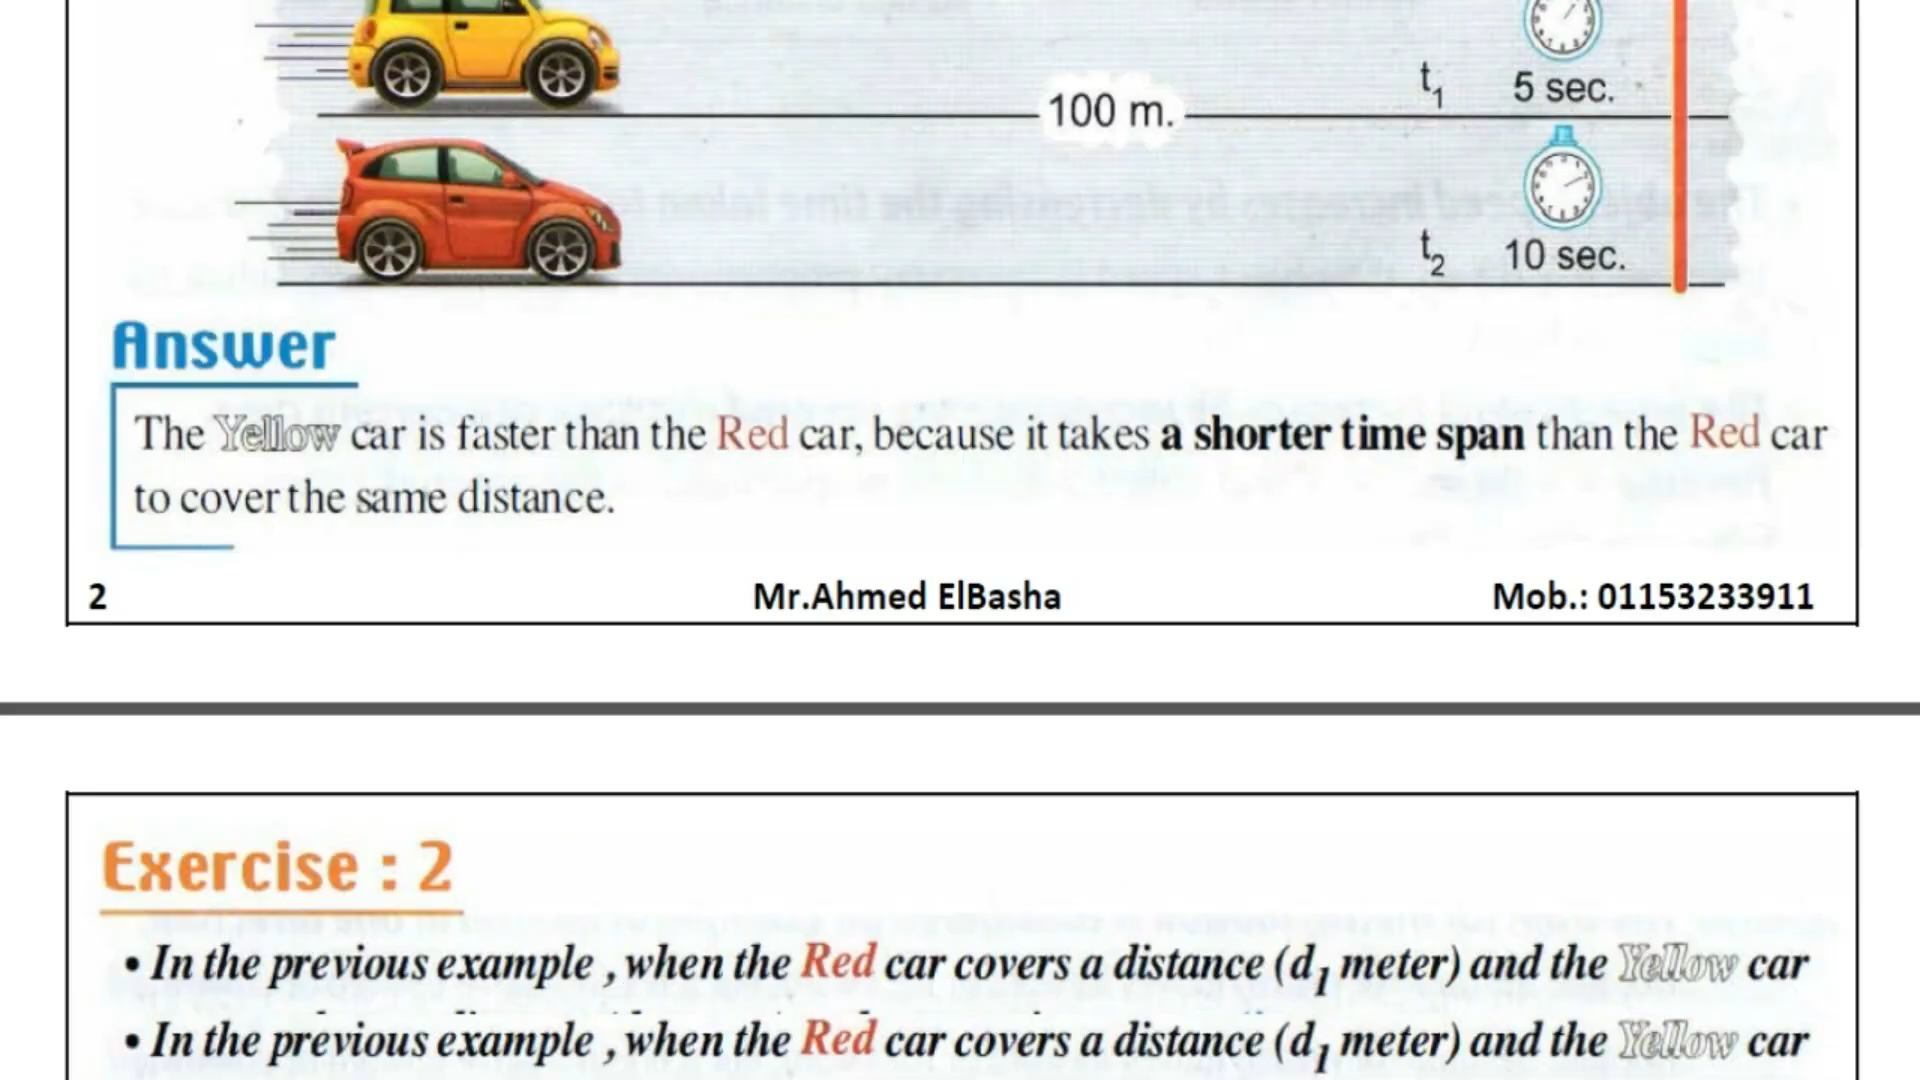 t1 5 sec.
100 m.
t2 10 sec.
Answer
The Yellow car is faster than the Red car, because it takes a shorter time span than the Red car
to cover the same distance.
2 Mr.Ahmed ElBasha Mob.: 01153233911
Exercise : 2
• In the previous example , when the Red car covers a distance (d1 meter) and the Yellow car
• In the previous example , when the Red car covers a distance (d1 meter) and the Yellow car